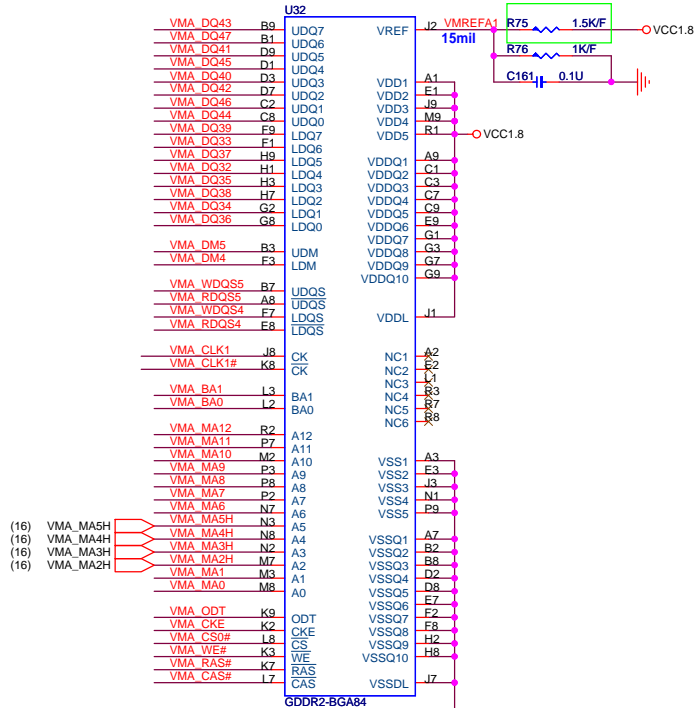 U32
VMA_DQ43 B9 UDQ7 VREF J2 VMREFA1 R75 1.5K/F VCC1.8
15mil
VMA_DQ47 B1 UDQ6 R76 1K/F
VMA_DQ41 D9 UDQ5
VMA_DQ45 D1 UDQ4 C161 0.1U
VMA_DQ40 D3 UDQ3 VDD1 A1
VMA_DQ42 D7 UDQ2 VDD2 E1
VMA_DQ46 C2 UDQ1 VDD3 J9
VMA_DQ44 C8 UDQ0 VDD4 M9
VMA_DQ39 F9 LDQ7 VDD5 R1 VCC1.8
VMA_DQ33 F1 LDQ6
VMA_DQ37 H9 LDQ5 VDDQ1 A9
VMA_DQ32 H1 LDQ4 VDDQ2 C1
VMA_DQ35 H3 LDQ3 VDDQ3 C3
VMA_DQ38 H7 LDQ2 VDDQ4 C7
VMA_DQ34 G2 LDQ1 VDDQ5 C9
VMA_DQ36 G8 LDQ0 VDDQ6 E9
VDDQ7 G1
VMA_DM5 B3 UDM VDDQ8 G3
VMA_DM4 F3 LDM VDDQ9 G7
VDDQ10 G9
VMA_WDQS5 B7 UDQS
VMA_RDQS5 A8 UDQS
VMA_WDQS4 F7 LDQS VDDL J1
VMA_RDQS4 E8 LDQS
VMA_CLK1 J8 CK NC1 A2
VMA_CLK1# K8 CK NC2 E2
NC3 L1
VMA_BA1 L3 BA1 NC4 R3
VMA_BA0 L2 BA0 NC5 R7
NC6 R8
VMA_MA12 R2 A12
VMA_MA11 P7 A11
VMA_MA10 M2 A10 VSS1 A3
VMA_MA9 P3 A9 VSS2 E3
VMA_MA8 P8 A8 VSS3 J3
VMA_MA7 P2 A7 VSS4 N1
VMA_MA6 N7 A6 VSS5 P9
(16) VMA_MA5H VMA_MA5H N3 A5
(16) VMA_MA4H VMA_MA4H N8 A4 VSSQ1 A7
(16) VMA_MA3H VMA_MA3H N2 A3 VSSQ2 B2
(16) VMA_MA2H VMA_MA2H M7 A2 VSSQ3 B8
VMA_MA1 M3 A1 VSSQ4 D2
VMA_MA0 M8 A0 VSSQ5 D8
VSSQ6 E7
VMA_ODT K9 ODT VSSQ7 F2
VMA_CKE K2 CKE VSSQ8 F8
VMA_CS0# L8 CS VSSQ9 H2
VMA_WE# K3 WE VSSQ10 H8
VMA_RAS# K7 RAS
VMA_CAS# L7 CAS VSSDL J7
GDDR2-BGA84